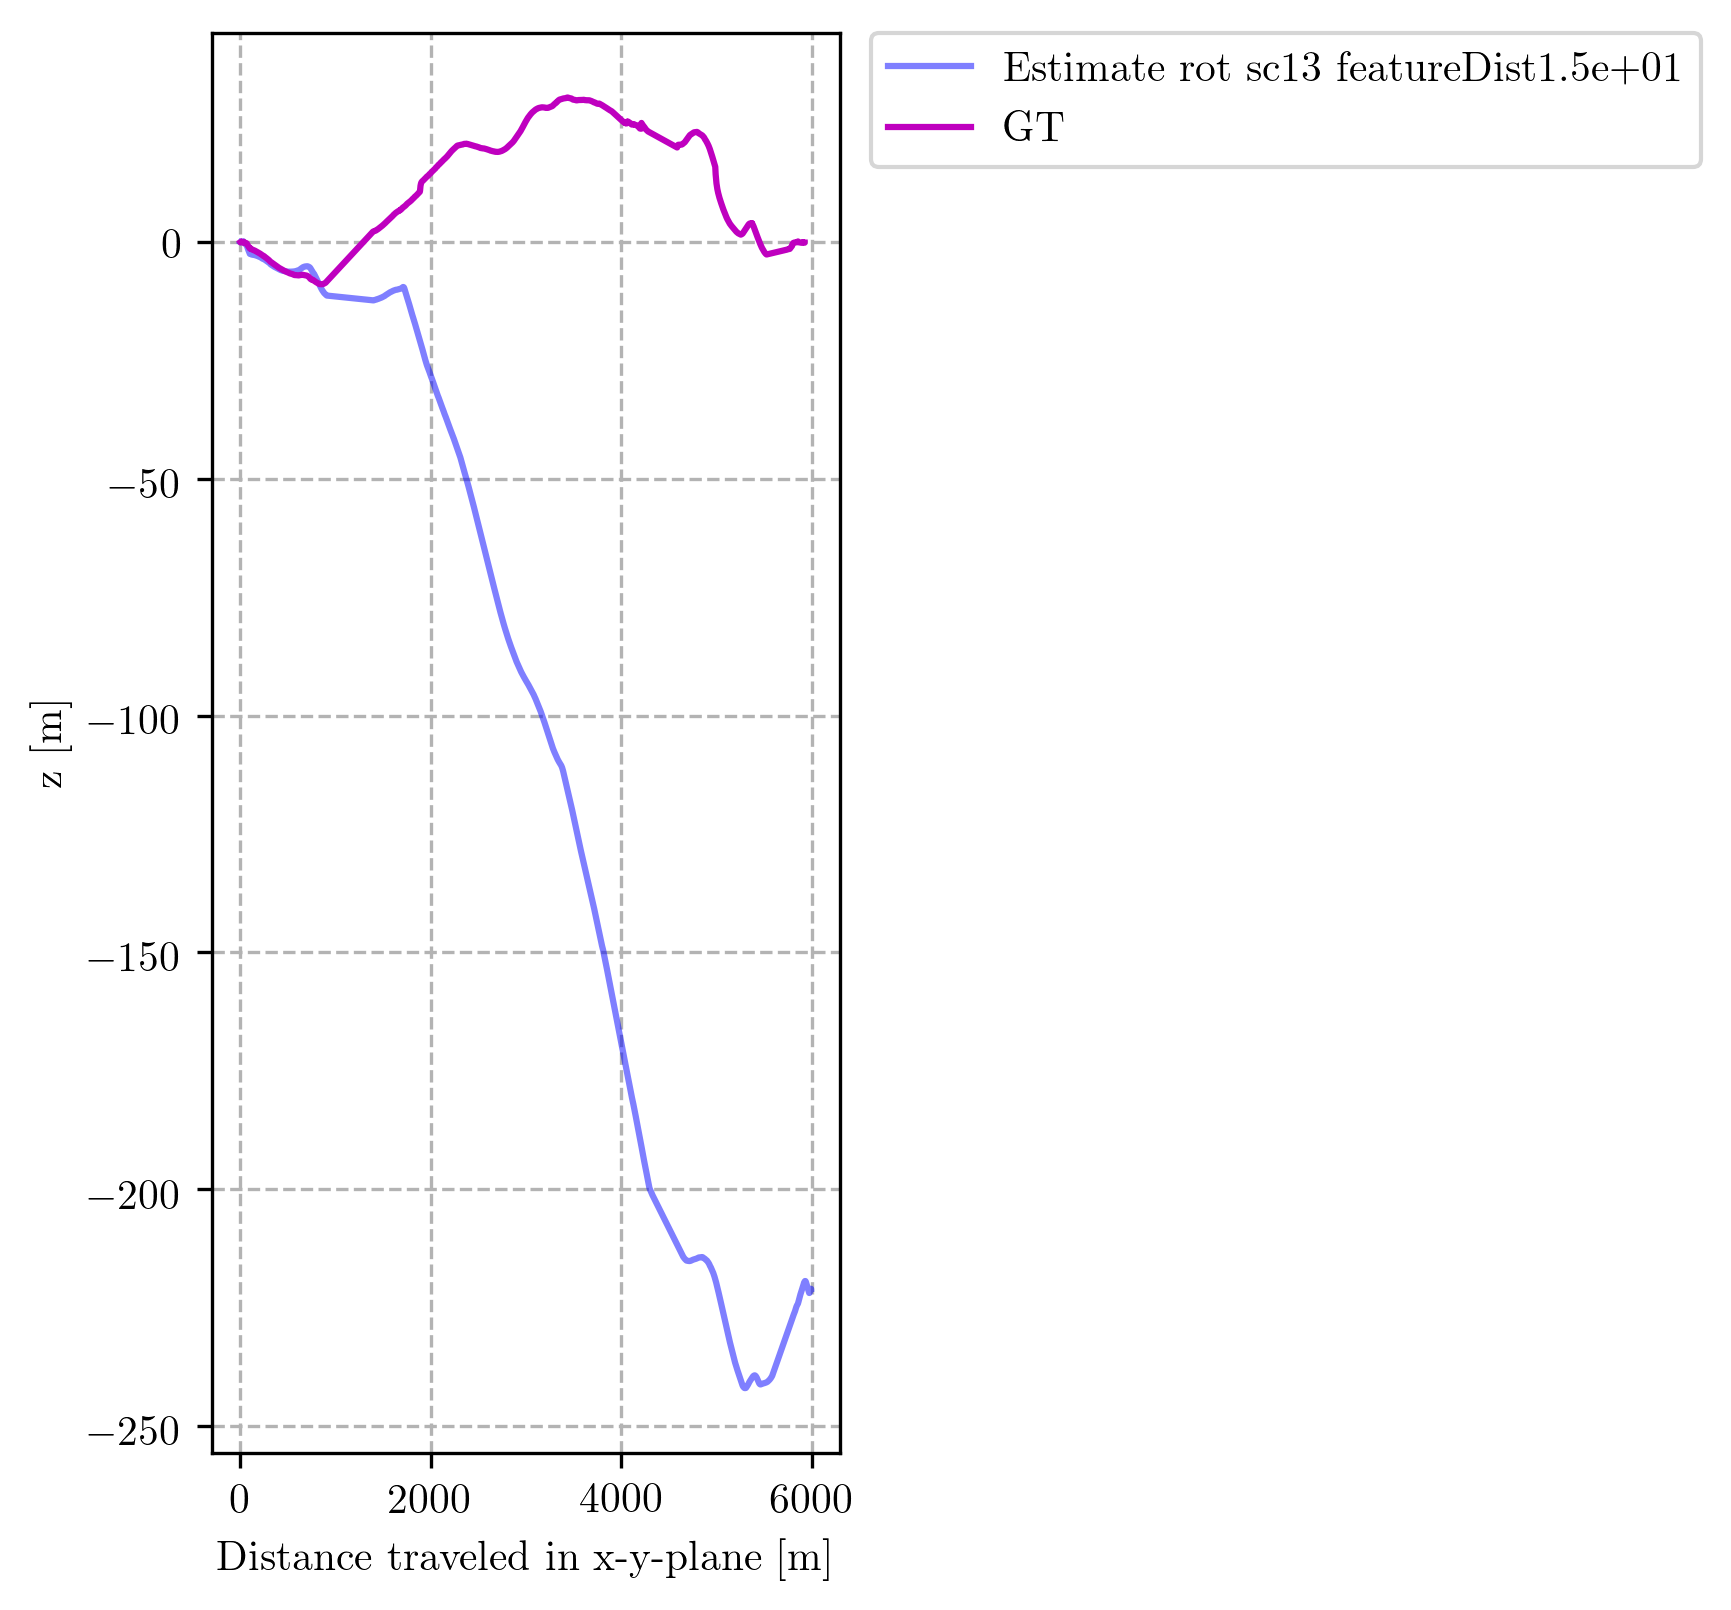 Estimate rot sc13 featureDist1.5e+01
GT
0
−50
−100
−150
−200
−250
z [m]
0 2000 4000 6000
Distance traveled in x-y-plane [m]